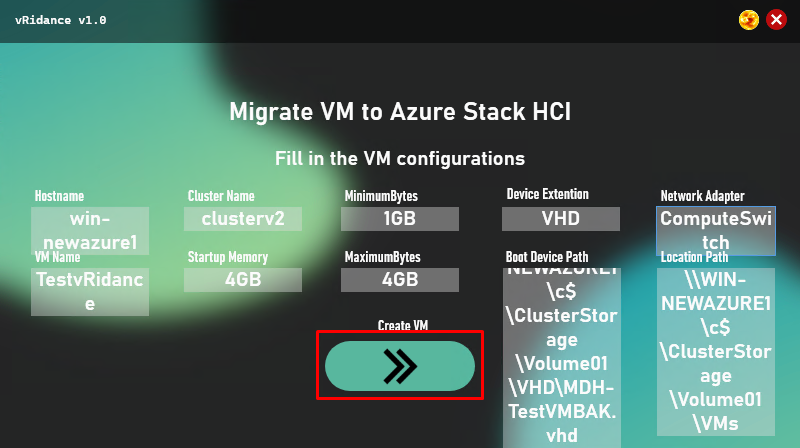 vRidance v1.0
Migrate VM to Azure Stack HCI
Fill in the VM configurations
Hostname
win-
newazure1
Cluster Name
clusterv2
MinimumBytes
1GB
Device Extention
VHD
Network Adapter
ComputeSwi
tch
VM Name
TestvRidanc
e
Startup Memory
4GB
MaximumBytes
4GB
Boot Device Path
NEWAZURE1
\c$
\ClusterStor
age
\Volume01
\VHD\MDH-
TestVMBAK.
vhd
Location Path
\\WIN-
NEWAZURE1
\c$
\ClusterStor
age
\Volume01
\VMs
Create VM